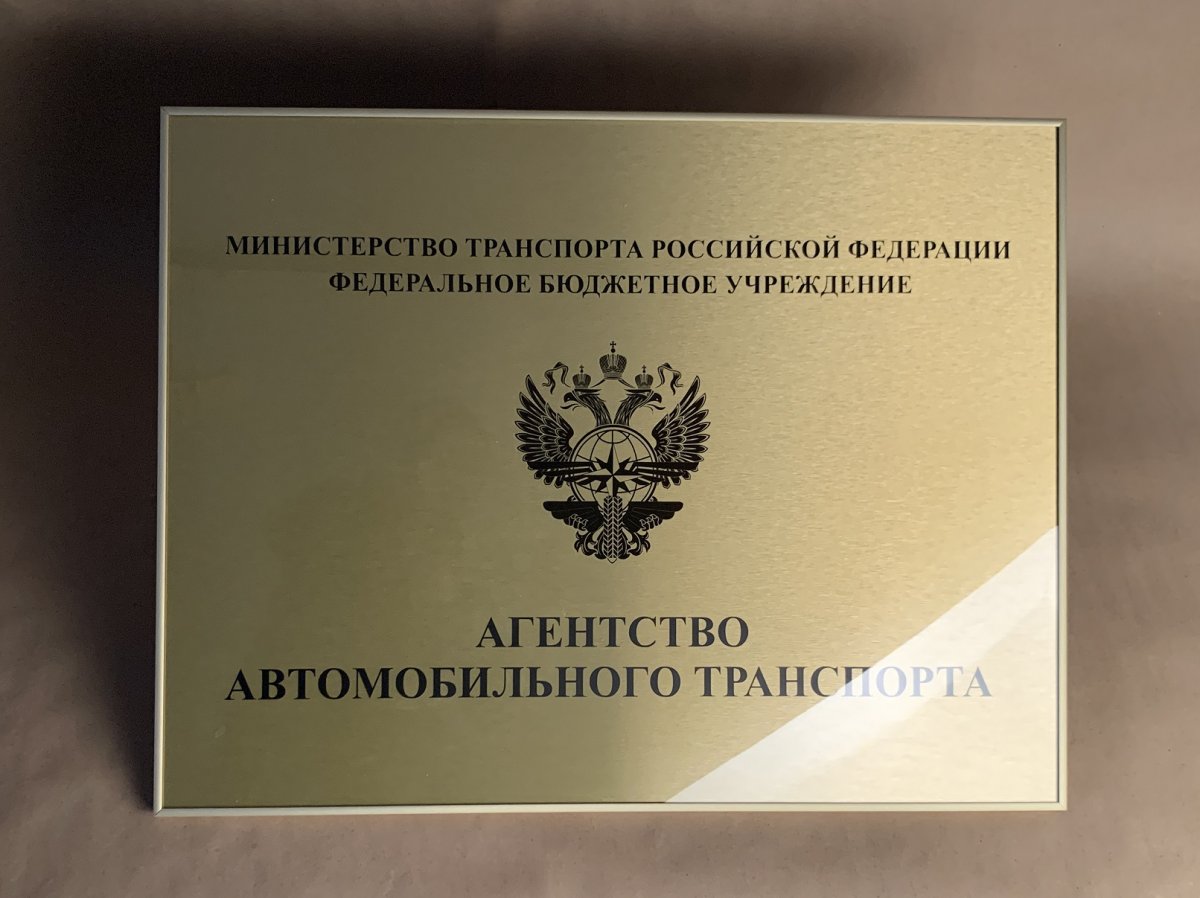 МИНИСТЕРСТВО ТРАНСПОРТА РОССИЙСКОЙ ФЕДЕРАЦИИ
ФЕДЕРАЛЬНОЕ БЮДЖЕТНОЕ УЧРЕЖДЕНИЕ
АГЕНТСТВО
АВТОМОБИЛЬНОГО ТРАНСПОРТА